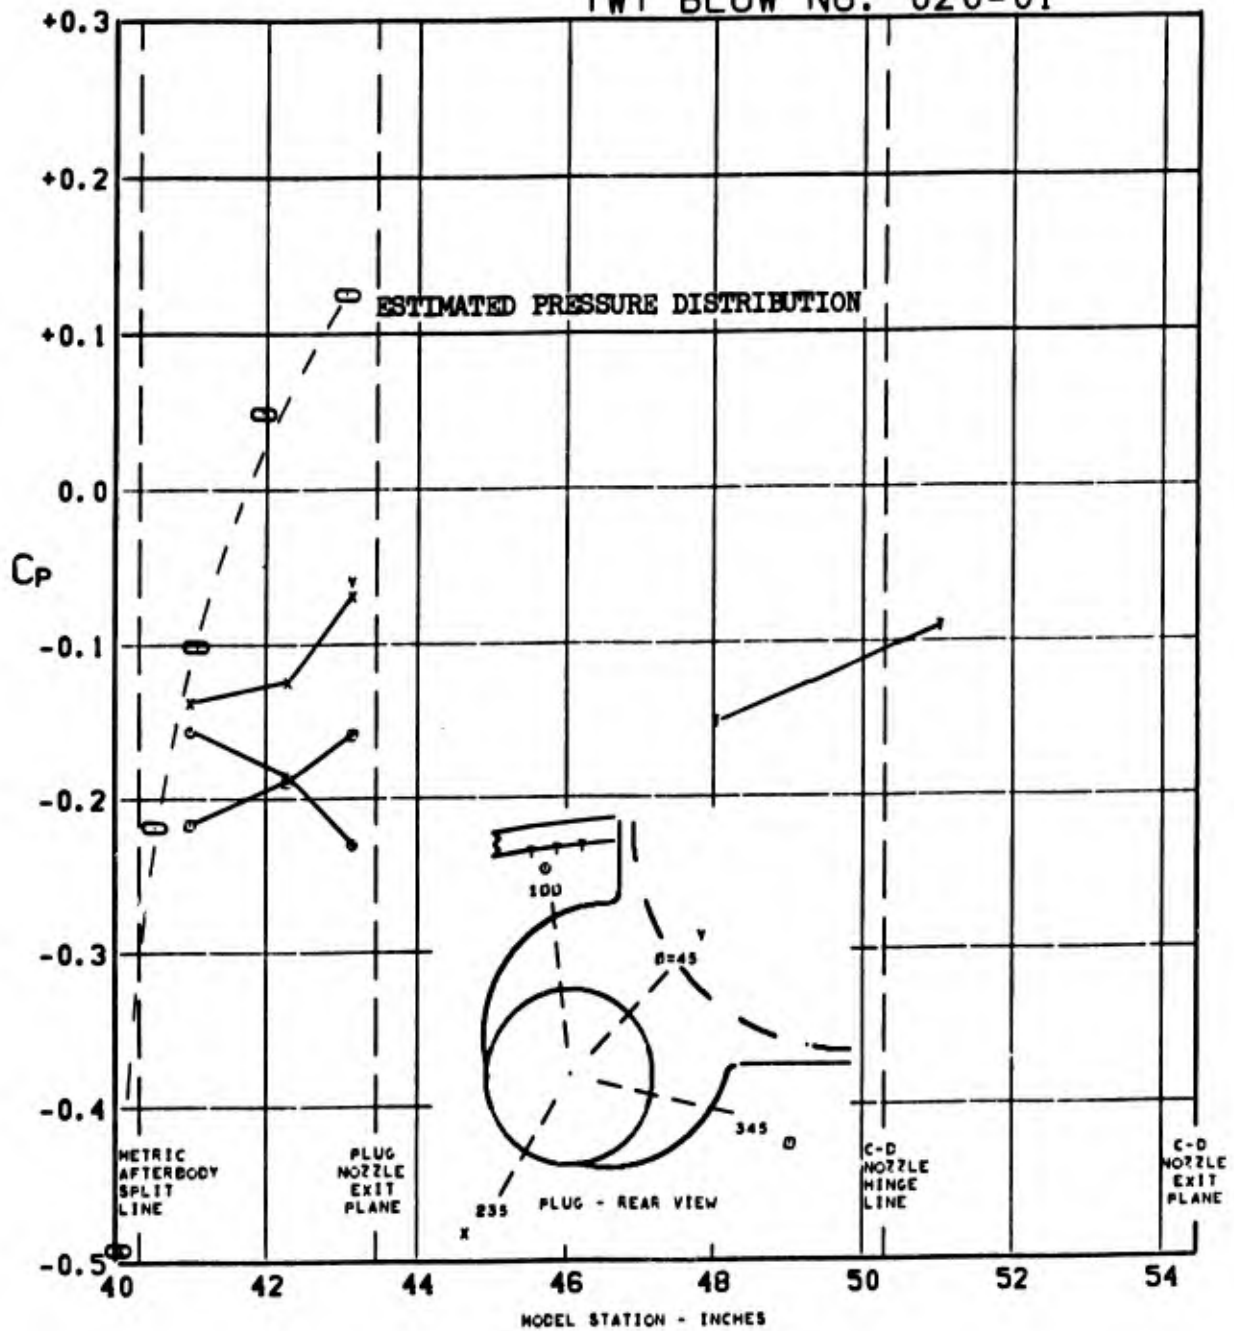 +0.3
+0.2
ESTIMATED PRESSURE DISTRIBUTION
+0.1
0.0
CP
-0.1
-0.2
100
-0.3
Ø=45
-0.4
345
METRIC
AFTERBODY
SPLIT
LINE
PLUG
NOZZLE
EXIT
PLANE
235
PLUG - REAR VIEW
C-D
NOZZLE
HINGE
LINE
C-D
NOZZLE
EXIT
PLANE
-0.5
40 42 44 46 48 50 52 54
MODEL STATION - INCHES